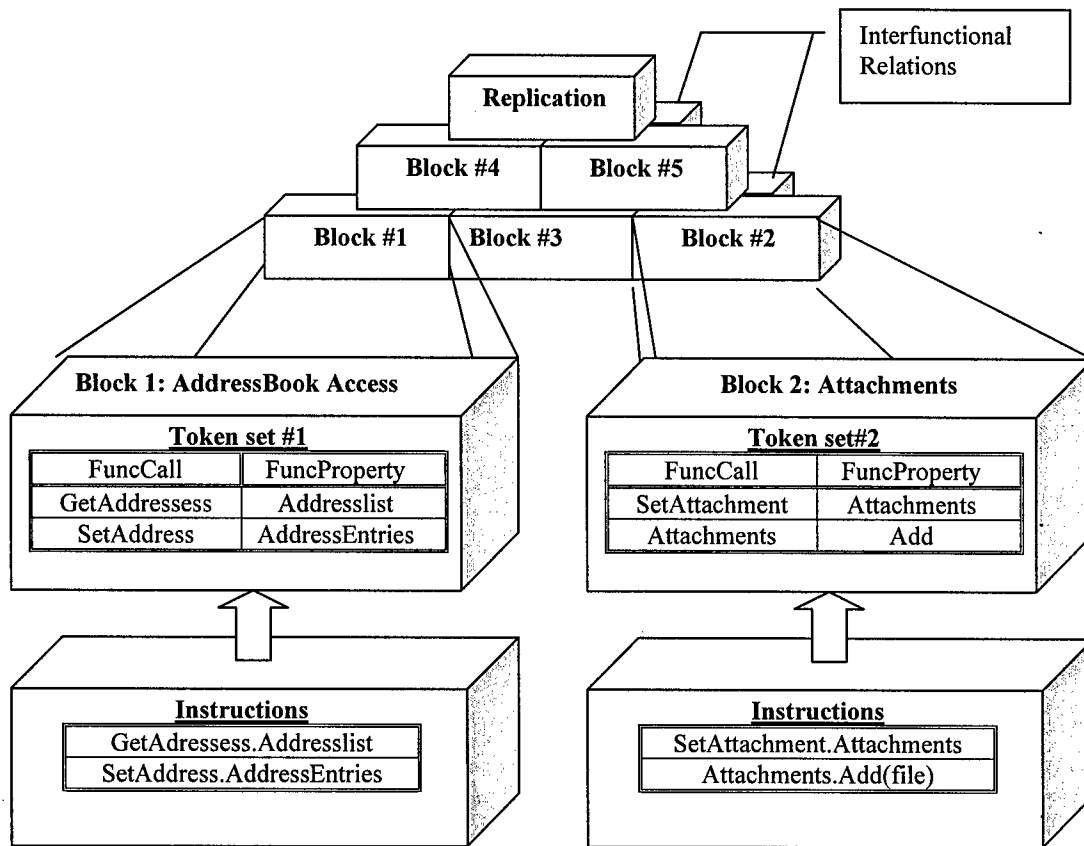 Interfunctional
Relations
Replication
Block #4
Block #5
Block #1
Block #3
Block #2
Block 1: AddressBook Access
Token set #1
FuncCall FuncProperty
GetAddressess Addresslist
SetAddress AddressEntries
Block 2: Attachments
Token set#2
FuncCall FuncProperty
SetAttachment Attachments
Attachments Add
Instructions
GetAdressess.Addresslist
SetAddress.AddressEntries
Instructions
SetAttachment.Attachments
Attachments.Add(file)